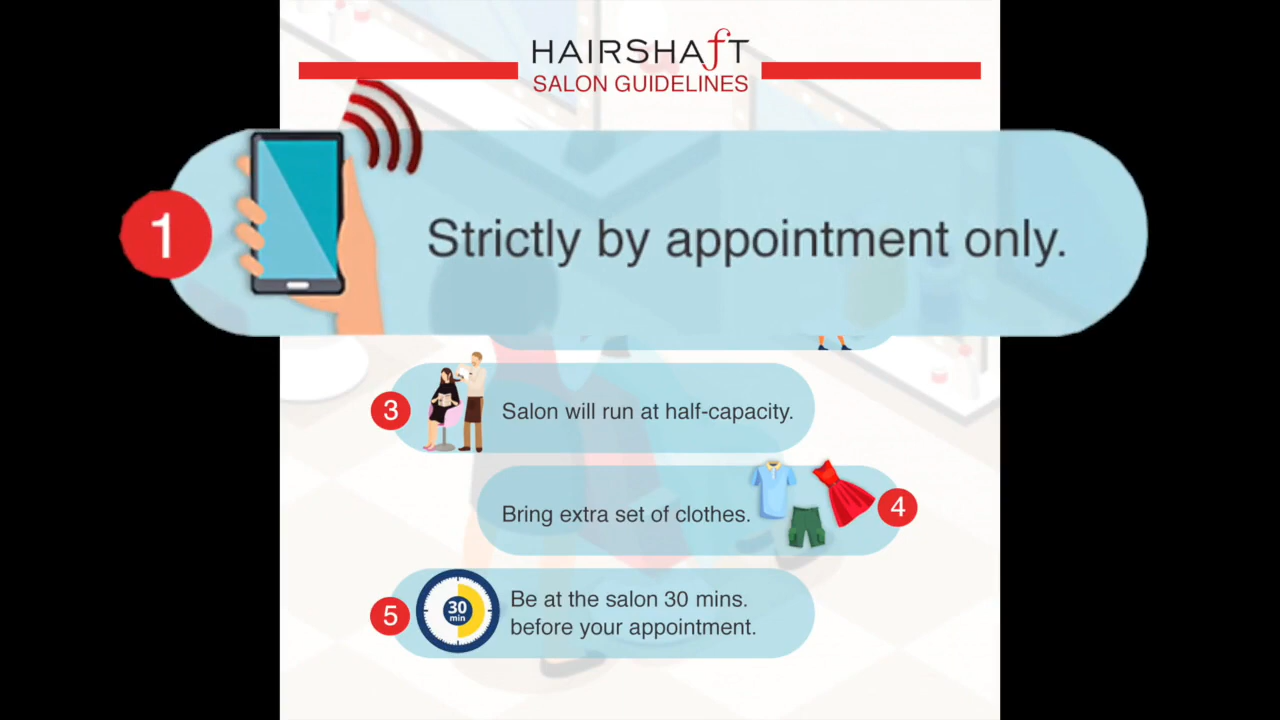 HAIRSHAfT
SALON GUIDELINES
1
Strictly by appointment only.
3
Salon will run at half-capacity.
Bring extra set of clothes.
4
5
30
min
Be at the salon 30 mins.
before your appointment.